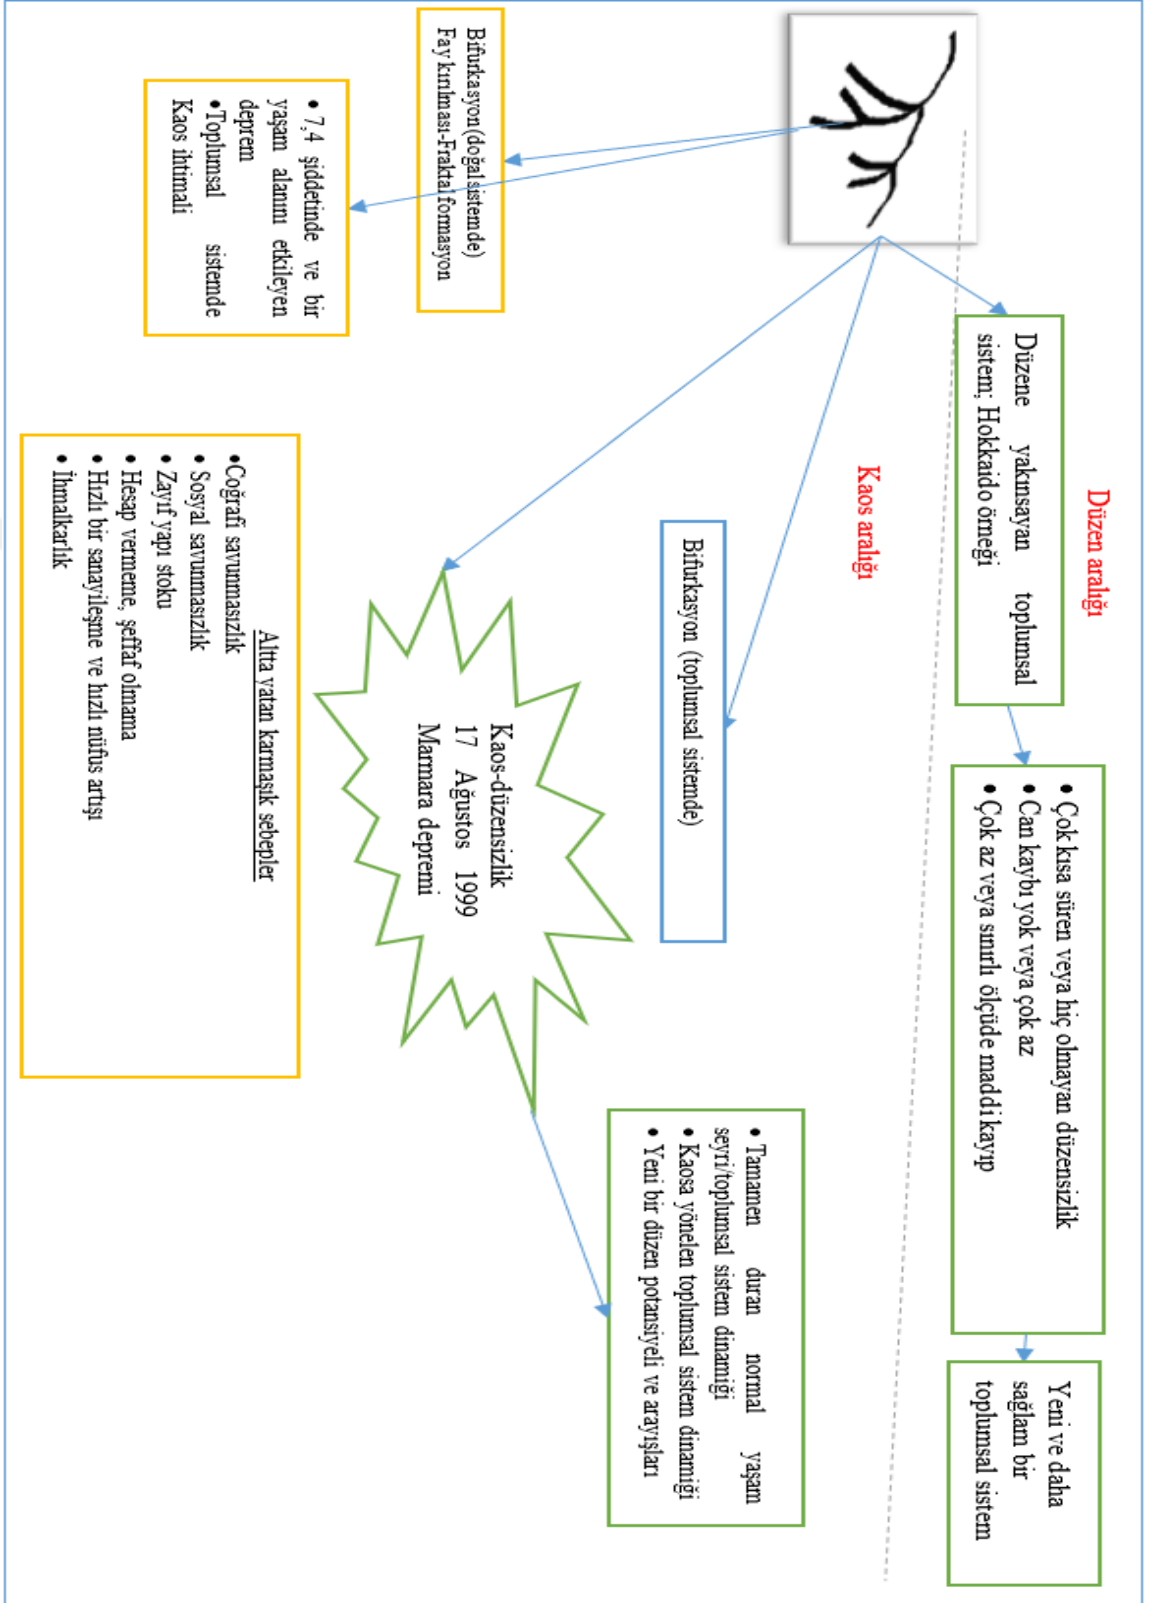 Düzen aralığı
Düzene yakınsayan toplumsal
sistem; Hokkaido örneği
• Çok kısa süren veya hiç olmayan düzensizlik
• Can kaybı yok veya çok az
• Çok az veya sınırlı ölçüde maddi kayıp
Yeni ve daha
sağlam bir
toplumsal sistem
Kaos aralığı
Bifurkasyon (toplumsal sistemde)
• Tamamen duran normal yaşam
seyri/toplumsal sistem dinamiği
• Kaosa yönelen toplumsal sistem dinamiği
• Yeni bir düzen potansiyeli ve arayışları
Bifurkasyon (doğal sistemde)
Fay kırılması-Fraktal formasyon
Kaos-düzensizlik
17 Ağustos 1999
Marmara depremi
• 7,4 şiddetinde ve bir
yaşam alanını etkileyen
deprem
•Toplumsal sistemde
Kaos ihtimali
Altta yatan karmaşık sebepler
•Coğrafi savunmasızlık
• Sosyal savunmasızlık
• Zayıf yapı stoku
• Hesap vermeme, şeffaf olmama
• Hızlı bir sanayileşme ve hızlı nüfus artışı
• İhmalkarlık